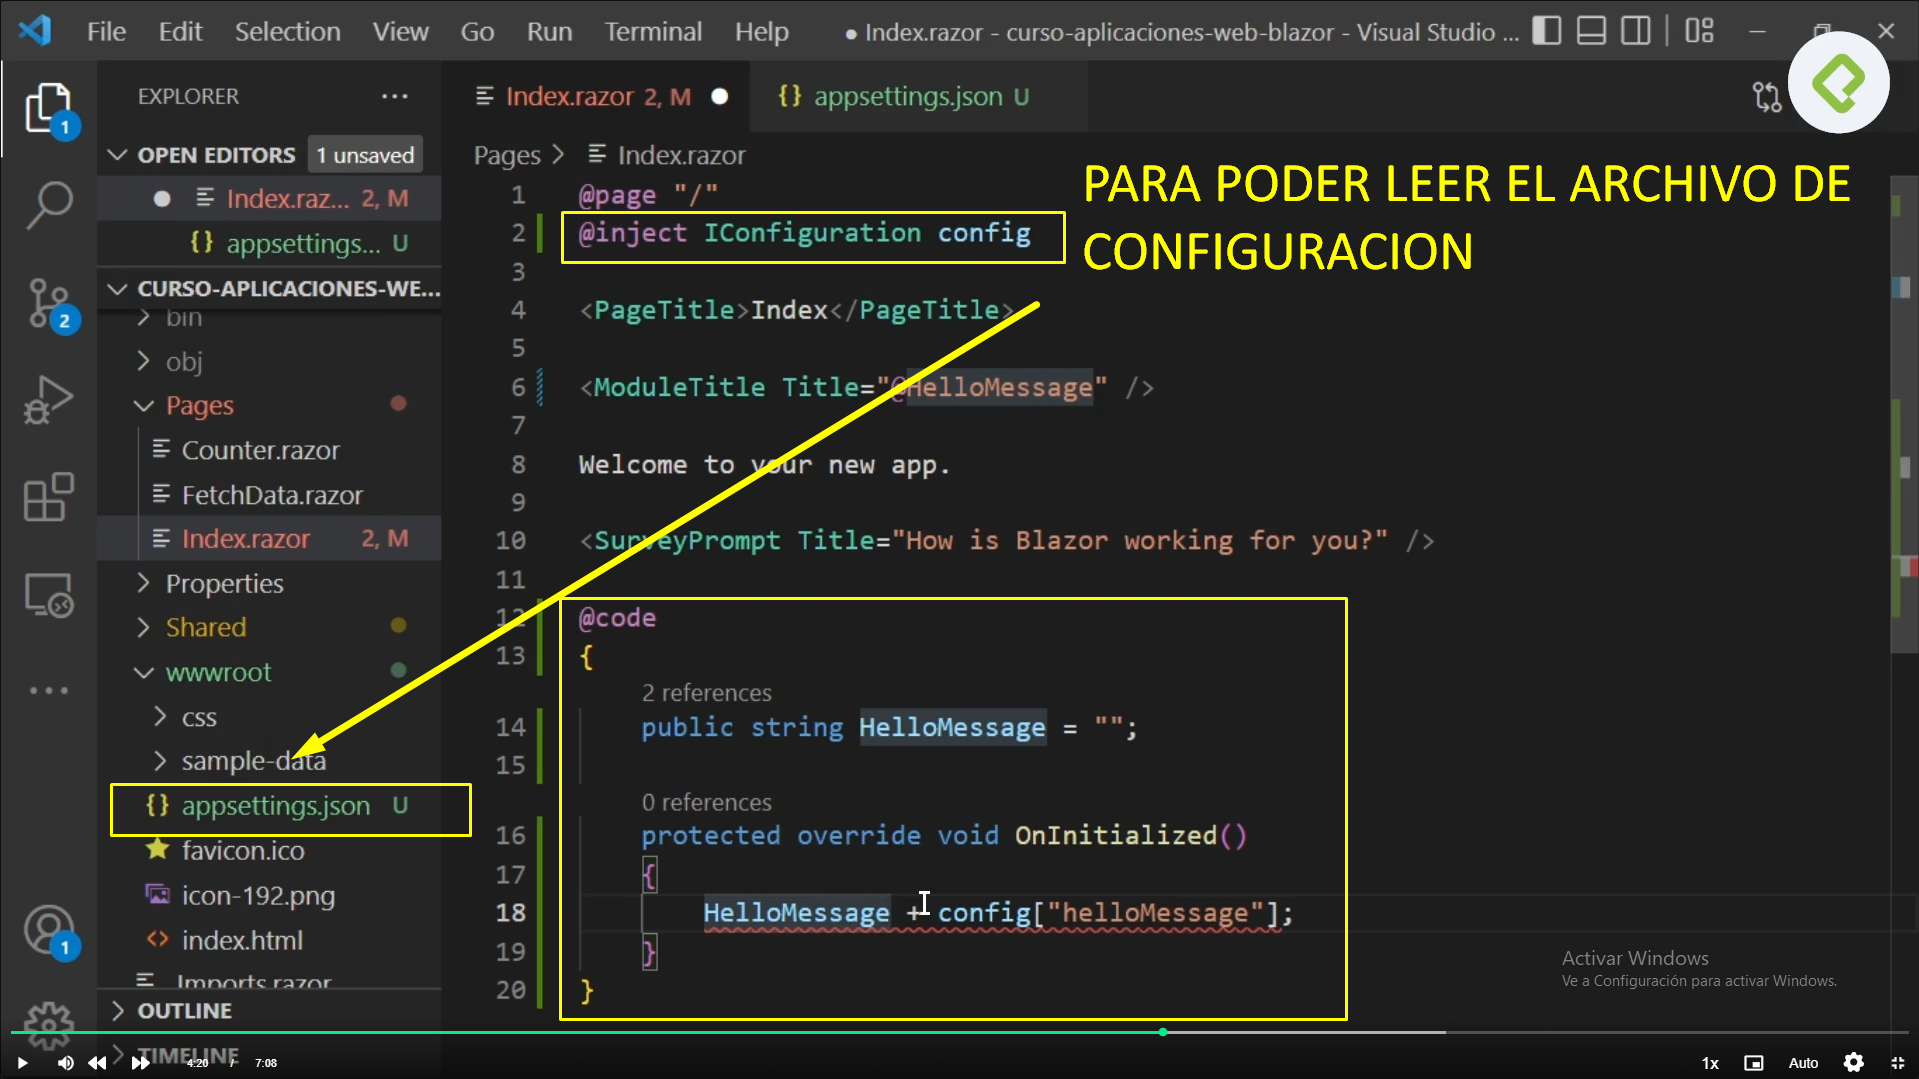 File Edit Selection View Go Run Terminal Help
● Index.razor - curso-aplicaciones-web-blazor - Visual Studio ...
EXPLORER
OPEN EDITORS 1 unsaved
Index.raz... 2, M
{} appsettings... U
CURSO-APLICACIONES-WE...
bin
obj
Pages
Counter.razor
FetchData.razor
Index.razor 2, M
Properties
Shared
wwwroot
css
sample-data
{} appsettings.json U
favicon.ico
icon-192.png
<> index.html
Imports.razor
OUTLINE
TIMELINE
1
2
1
Index.razor 2, M
{} appsettings.json U
Pages > Index.razor
PARA PODER LEER EL ARCHIVO DE
CONFIGURACION
1 @page "/"
2 @inject IConfiguration config
3
4 <PageTitle>Index</PageTitle>
5
6 <ModuleTitle Title="@HelloMessage" />
7
8 Welcome to your new app.
9
10 <SurveyPrompt Title="How is Blazor working for you?" />
11
12 @code
13 {
2 references
14 public string HelloMessage = "";
15
0 references
16 protected override void OnInitialized()
17 {
18 HelloMessage + config["helloMessage"];
19 }
20 }
Activar Windows
Ve a Configuración para activar Windows.
4:20 / 7:08
1x
Auto